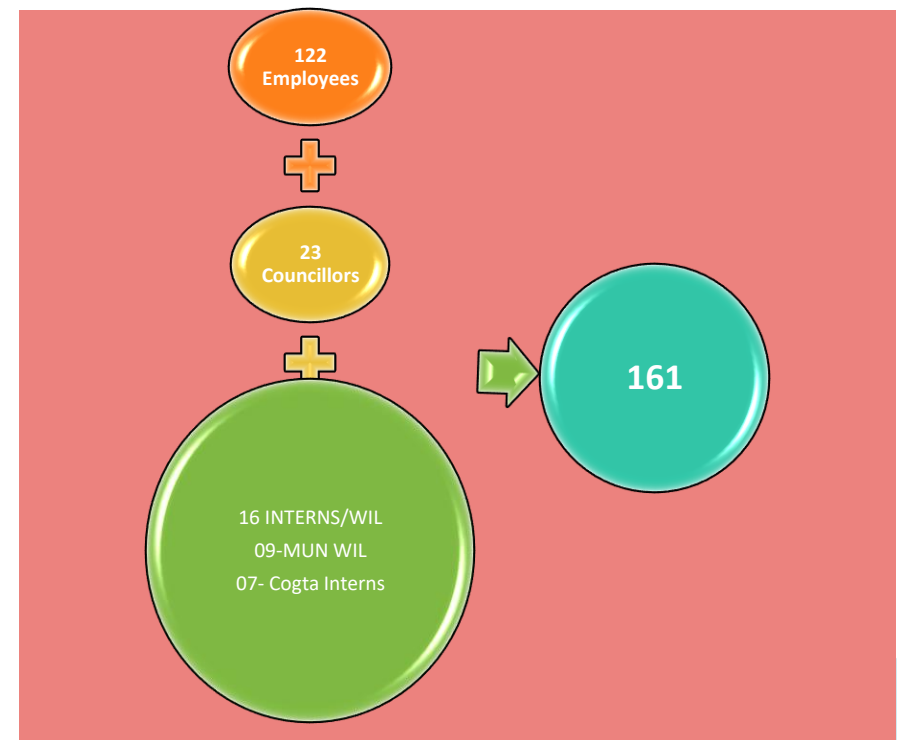 122
Employees
23
Councillors
16 INTERNS/WIL
09-MUN WIL
07- Cogta Interns
161